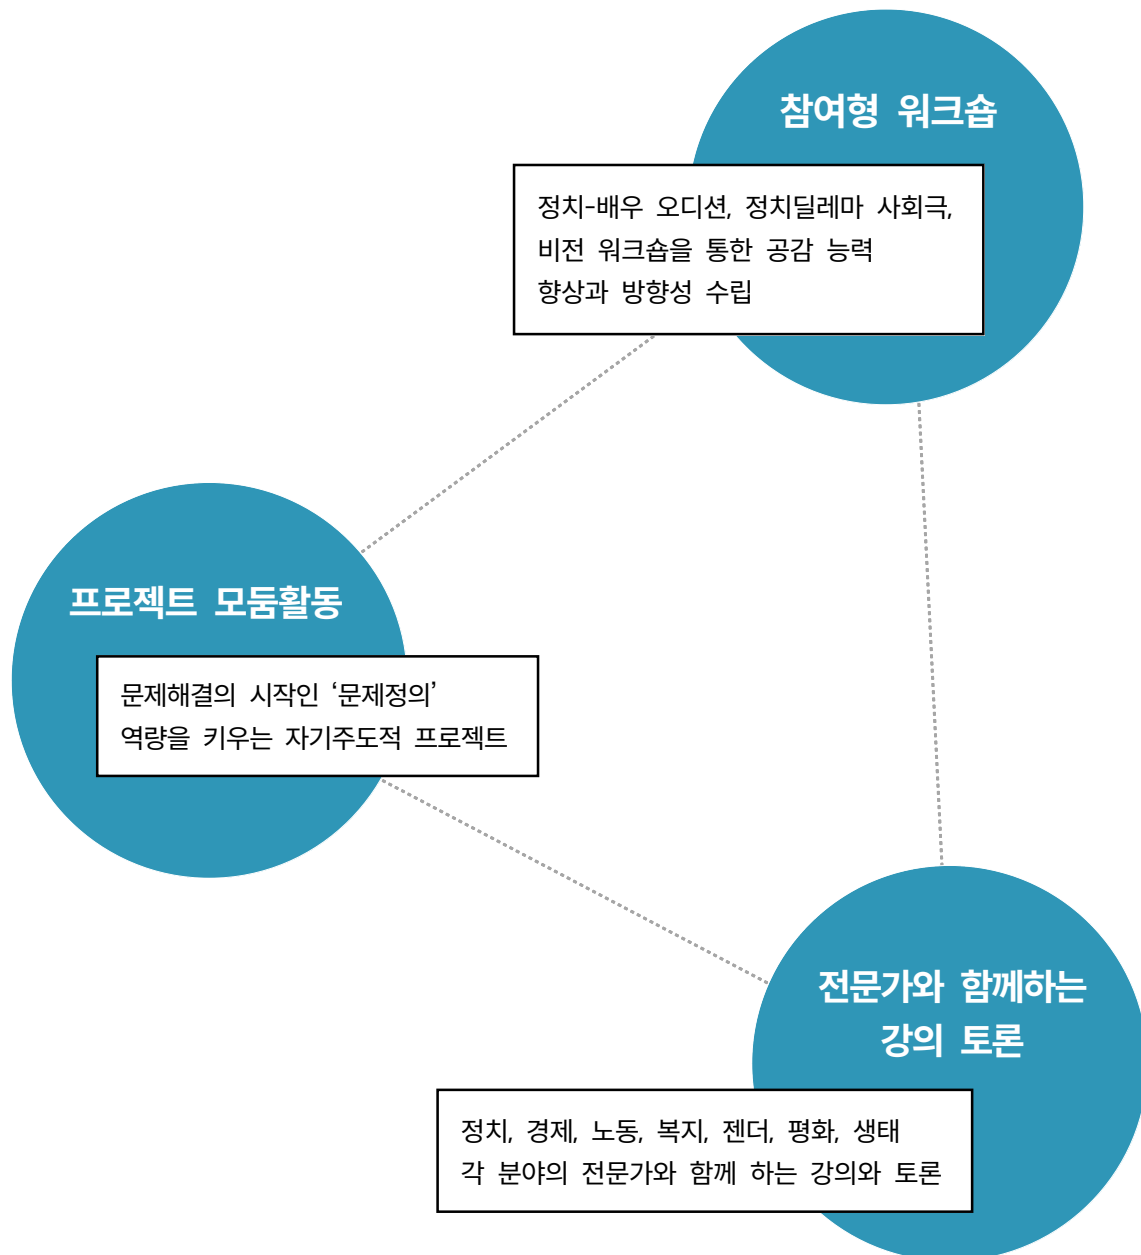 참여형 워크숍
정치-배우 오디션, 정치딜레마 사회극,
비전 워크숍을 통한 공감 능력
향상과 방향성 수립
프로젝트 모둠활동
문제해결의 시작인 ‘문제정의’
역량을 키우는 자기주도적 프로젝트
전문가와 함께하는
강의 토론
정치, 경제, 노동, 복지, 젠더, 평화, 생태
각 분야의 전문가와 함께 하는 강의와 토론